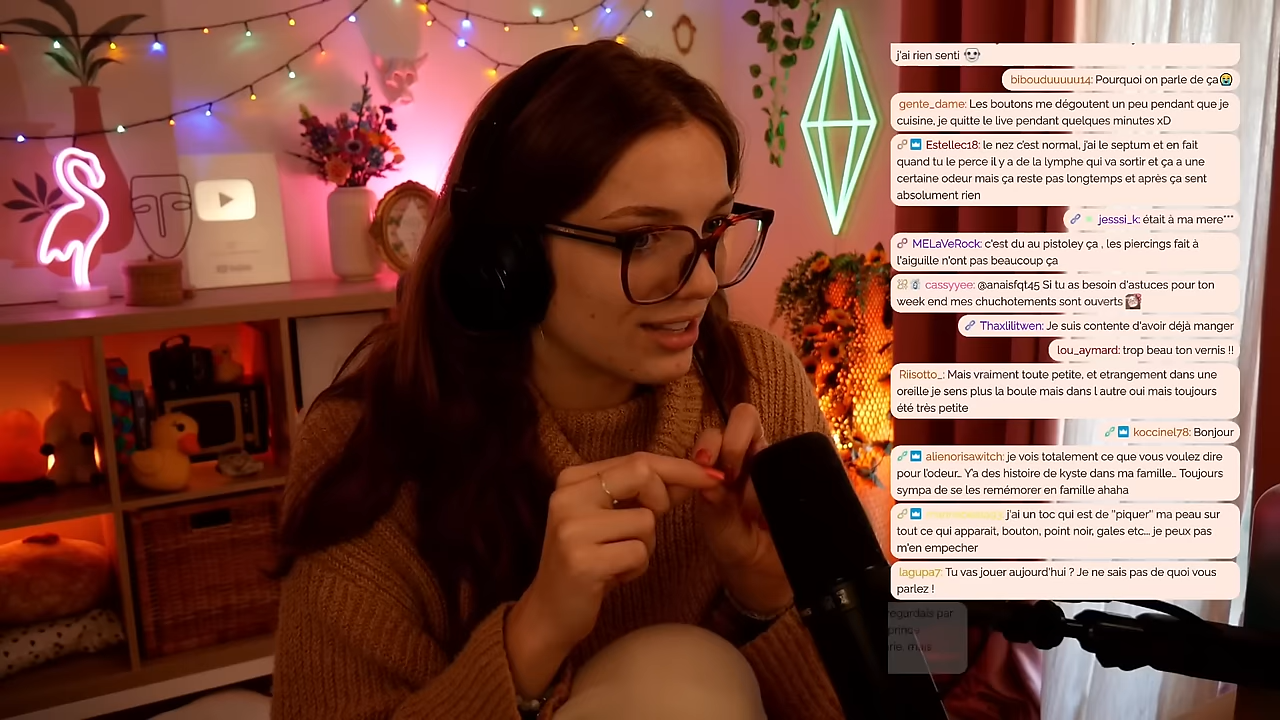 j'ai rien senti
bibouduuuuu14: Pourquoi on parle de ça
gente_dame: Les boutons me dégoutent un peu pendant que je
cuisine, je quitte le live pendant quelques minutes xD
Estellec18: le nez c'est normal, j'ai le septum et en fait
quand tu le perce il y a de la lymphe qui va sortir et ça a une
certaine odeur mais ça reste pas longtemps et après ça sent
absolument rien
jesssi_k: était à ma mere***
MELaVeRock: c'est du au pistoley ça , les piercings fait à
l'aiguille n'ont pas beaucoup ça
cassyyee: @anaisfqt45 Si tu as besoin d'astuces pour ton
week end mes chuchotements sont ouverts
Thaxlilitwen: Je suis contente d'avoir déjà manger
lou_aymard: trop beau ton vernis !!
Riisotto_: Mais vraiment toute petite, et etrangement dans une
oreille je sens plus la boule mais dans l autre oui mais toujours
été très petite
koccinel78: Bonjour
alienorisawitch: je vois totalement ce que vous voulez dire
pour l'odeur... Y'a des histoire de kyste dans ma famille... Toujours
sympa de se les remémorer en famille ahaha
j'ai un toc qui est de "piquer" ma peau sur
tout ce qui apparait, bouton, point noir, gales etc... je peux pas
m'en empecher
lagupa7: Tu vas jouer aujourd'hui ? Je ne sais pas de quoi vous
parlez !
regardais par
mais